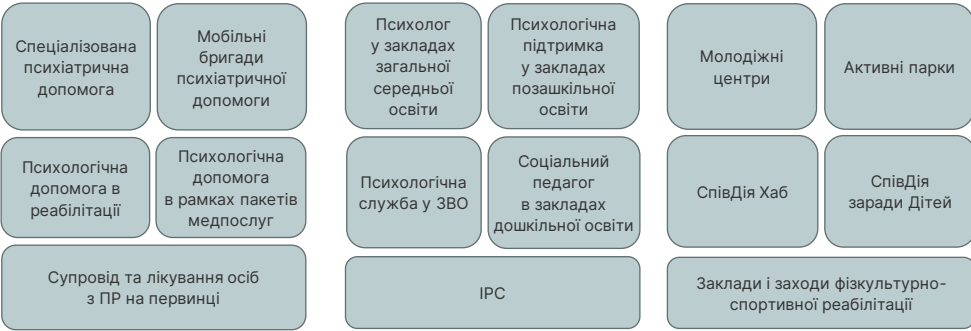 Спеціалізована
психіатрична
допомога
Мобільні
бригади
психіатричної
допомоги
Психолог
у закладах
загальної
середньої
освіти
Психологічна
підтримка
у закладах
позашкільної
освіти
Молодіжні
центри
Активні парки
Психологічна
допомога в
реабілітації
Психологічна
допомога
в рамках пакетів
медпослуг
Психологічна
служба у ЗВО
Соціальний
педагог
в закладах
дошкільної освіти
СпівДія Хаб
СпівДія
заради Дітей
Супровід та лікування осіб
з ПР на первинці
ІРС
Заклади і заходи фізкультурно-
спортивної реабілітації